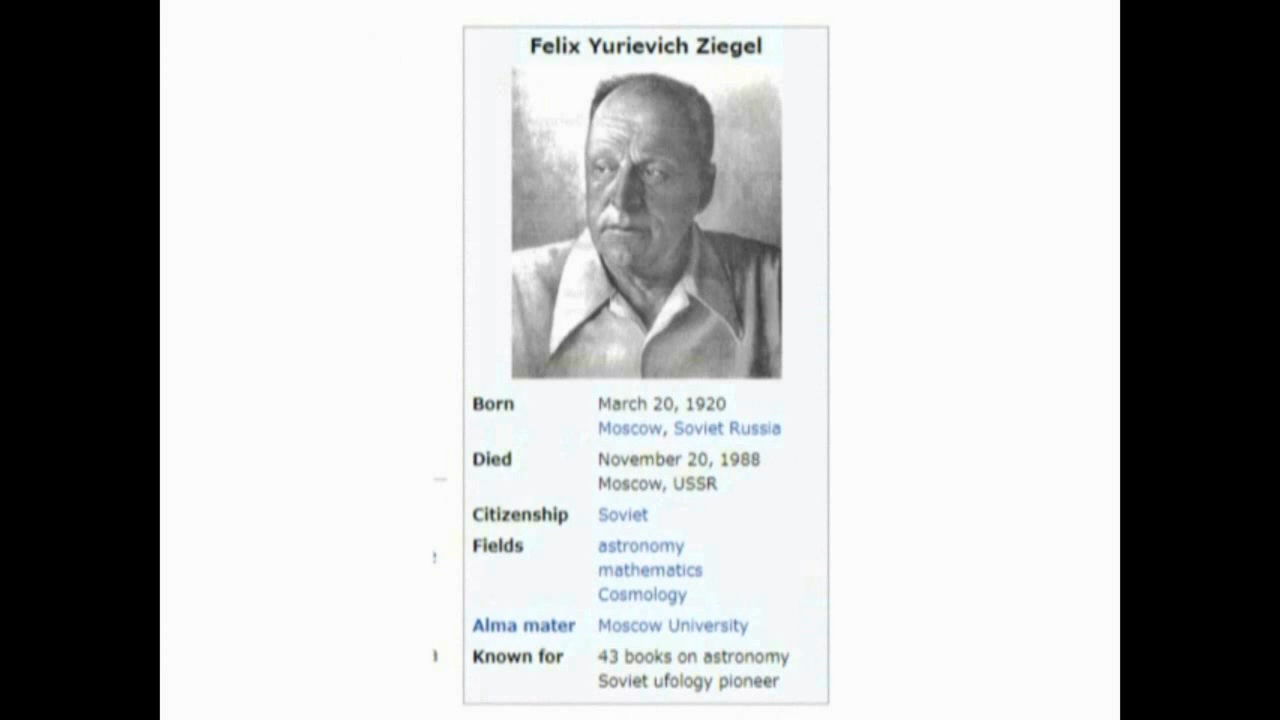 Felix Yurievich Ziegel
Born March 20, 1920
Moscow, Soviet Russia
Died November 20, 1988
Moscow, USSR
Citizenship Soviet
Fields astronomy
mathematics
Cosmology
Alma mater Moscow University
Known for 43 books on astronomy
Soviet ufology pioneer